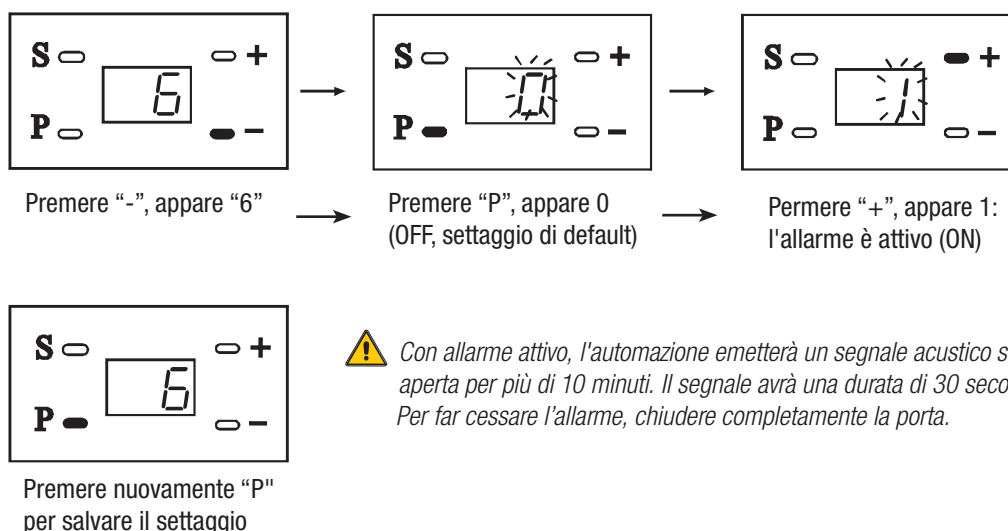 S + 6 P -
S + 0 P -
S + 1 P -
Premere “-”, appare “6”
Premere “P”, appare 0
(OFF, settaggio di default)
Permere “+”, appare 1:
l'allarme è attivo (ON)
S + 6 P -
Con allarme attivo, l'automazione emetterà un segnale acustico
aperta per più di 10 minuti. Il segnale avrà una durata di 30
Per far cessare l’allarme, chiudere completamente la porta.
Premere nuovamente “P"
per salvare il settaggio